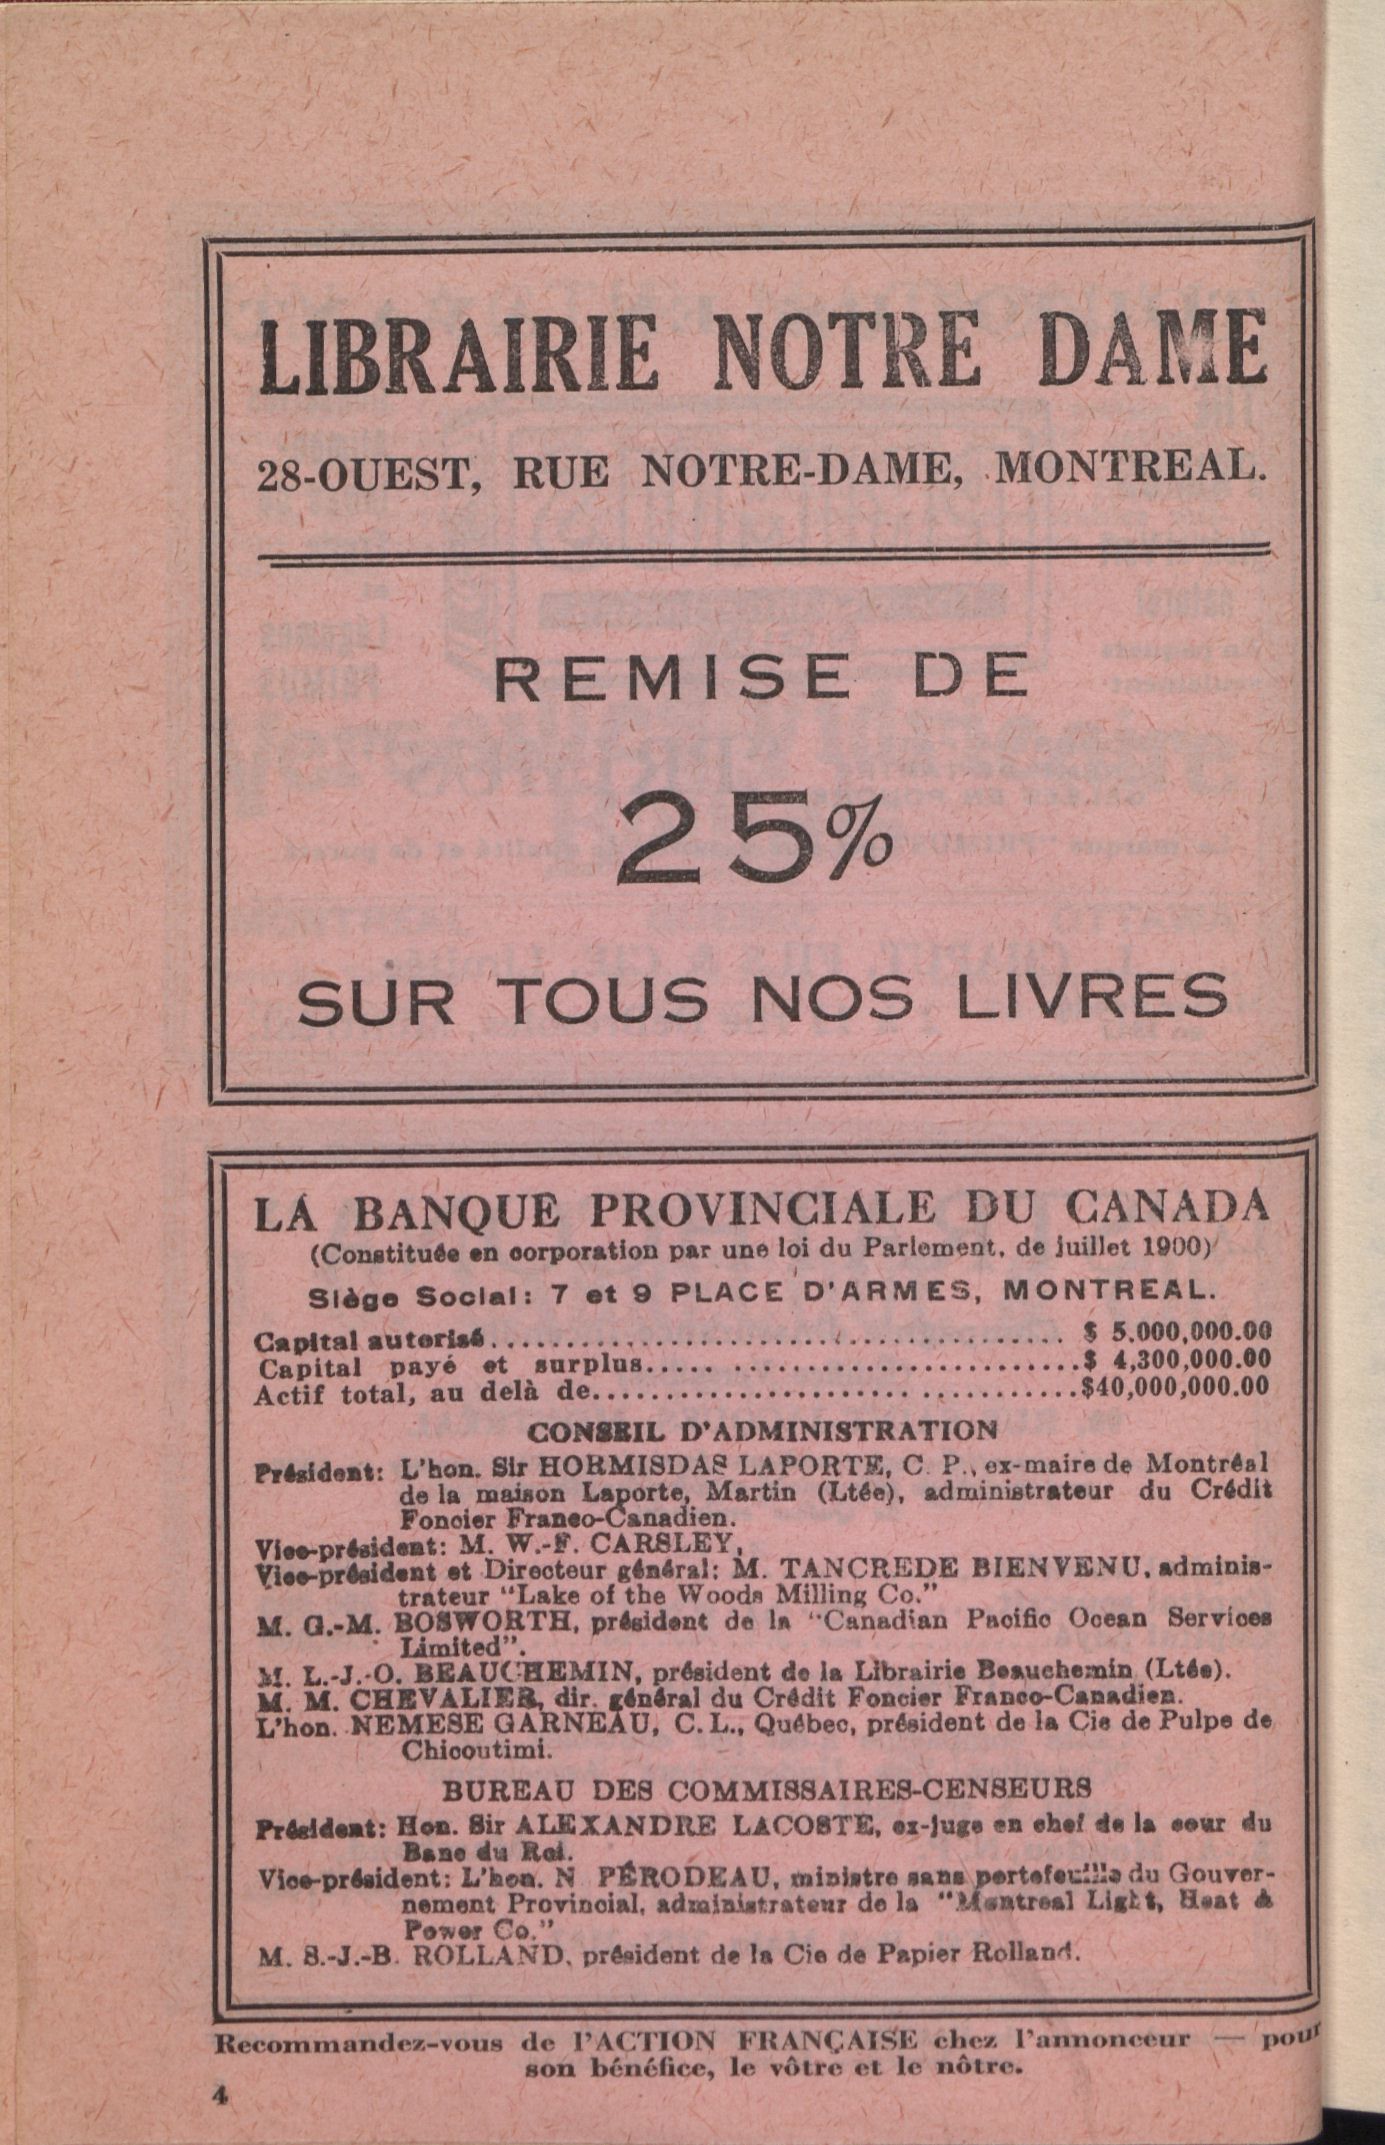 LIBRAIRIE NOTRE DAME
28-OUEST, RUE NOTRE-DAME, MONTREAL.
REMISE DE
25%
SUR TOUS NOS LIVRES
LA BANQUE PROVINCIALE DU CANADA
(Constituée en corporation par une loi du Parlement, de juillet 1900)
Siège Social: 7 et 9 PLACE D'ARMES, MONTREAL.
Capital autorisé........................................ $ 5,000,000.00
Capital payé et surplus..... ........................$ 4,300,000.00
Actif total, au delà de...................... ...........$40,000,000.00
CONSEIL D'ADMINISTRATION
Président: L'hon. Sir HORMISDAS LAPORTE, C. P., ex-maire de Montréal
de la maison Laporte, Martin (Ltée), administrateur du Crédit
Foncier Franco-Canadien.
Vice-président: M. W.-F. CARSLEY,
Vice-président et Directeur général: M. TANCREDE BIENVENU, adminis-
trateur "Lake of the Woods Milling Co."
M. G.-M. BOSWORTH, président de la "Canadian Pacific Ocean Services
Limited".
M. L.-J.-O. BEAUCHEMIN, président de la Librairie Beauchemin (Ltée).
M. M. CHEVALIER, dir. général du Crédit Foncier Franco-Canadien.
L'hon. NEMESE GARNEAU, C. L., Québec, président de la Cie de Pulpe de
Chicoutimi.
BUREAU DES COMMISSAIRES-CENSEURS
Président: Hon. Sir ALEXANDRE LACOSTE, ex-juge en chef de la cour du
Banc du Roi.
Vice-président: L'hon. N PÉRODEAU, ministre sans portefeuille du Gouver-
nement Provincial, administrateur de la "Montreal Light, Heat &
Power Co."
M. S.-J.-B. ROLLAND, président de la Cie de Papier Rolland.
Recommandez-vous de l'ACTION FRANÇAISE chez l'annonceur — pour
son bénéfice, le vôtre et le nôtre.
4